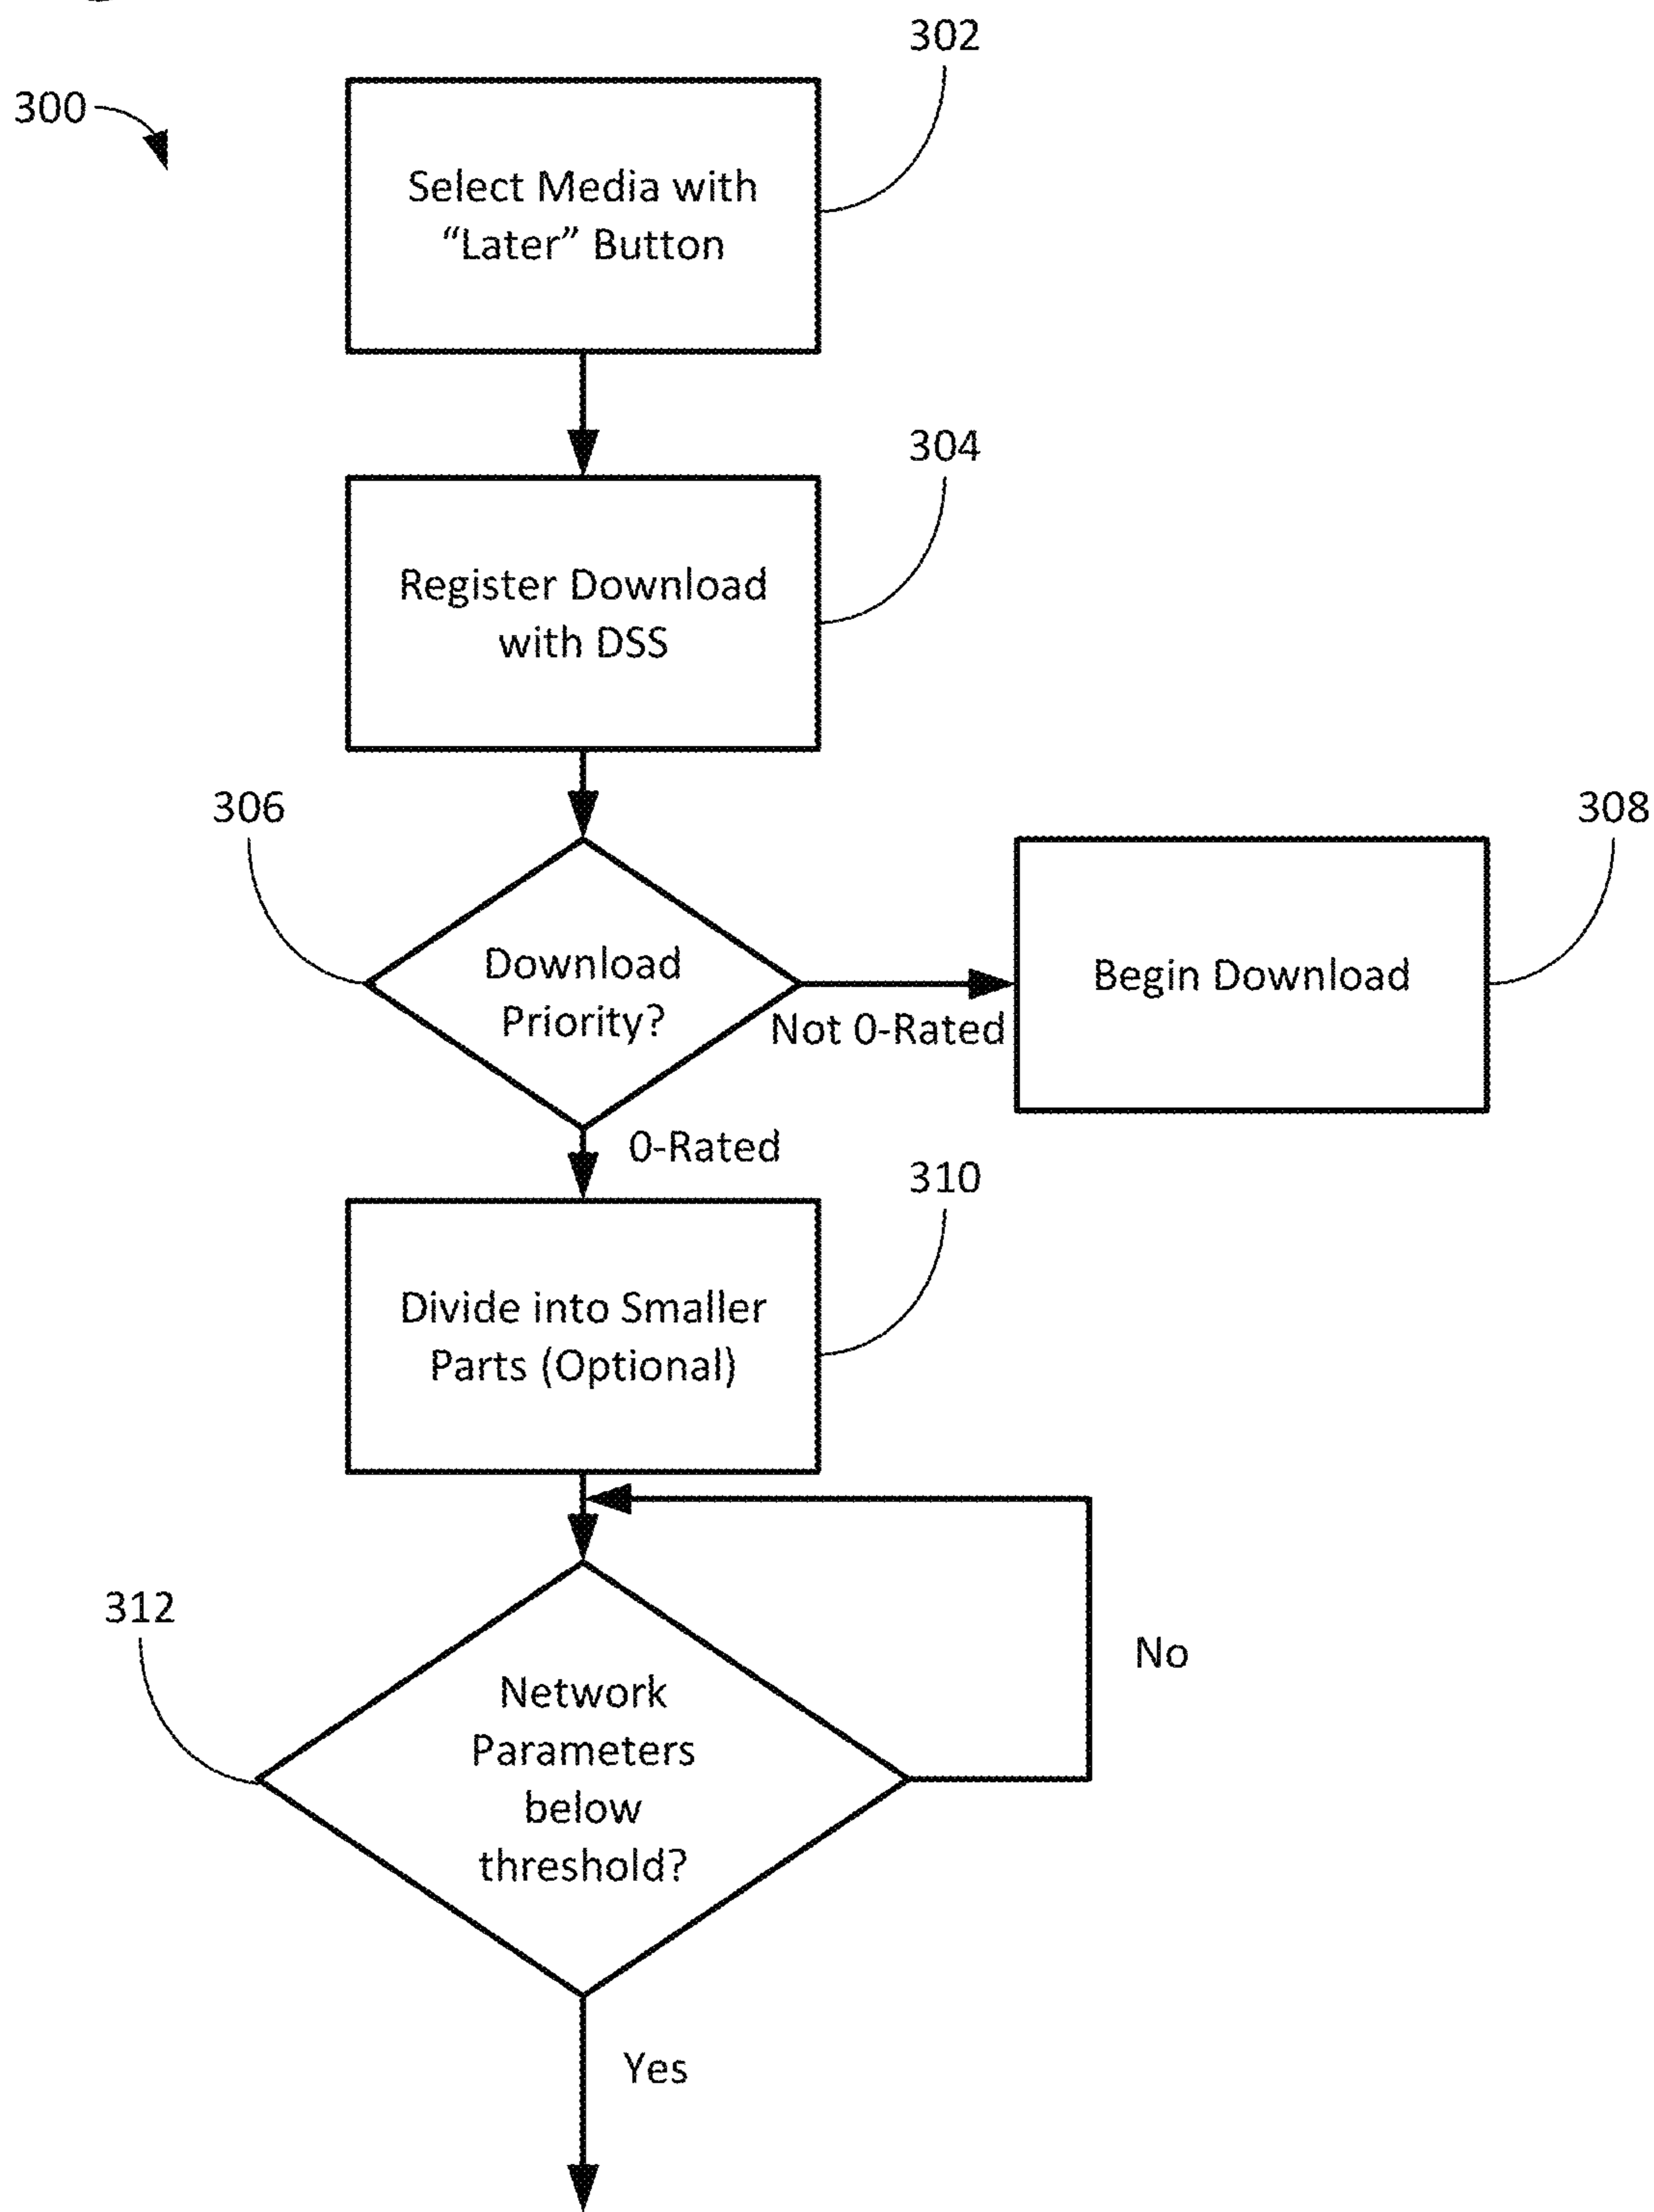 302
300
Select Media with
“Later” Button
304
Register Download
with DSS
306
308
Download
Priority?
Begin Download
Not 0-Rated
0-Rated
310
Divide into Smaller
Parts (Optional)
312
No
Network
Parameters
below
threshold?
Yes